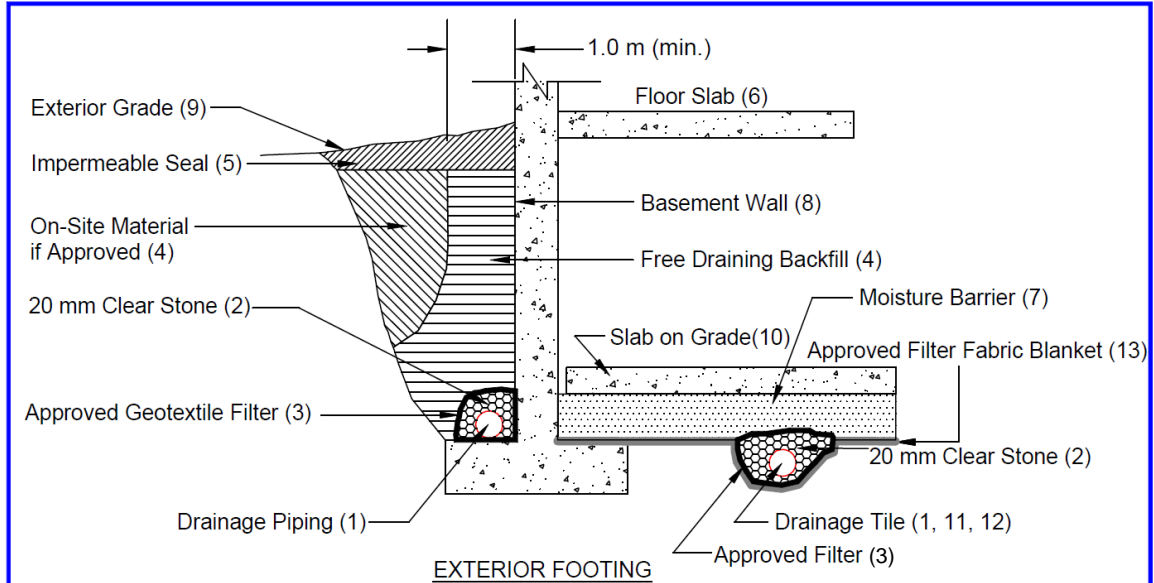 1.0 m (min.)
Floor Slab (6)
Exterior Grade (9)
Impermeable Seal (5)
Basement Wall (8)
On-Site Material
if Approved (4)
Free Draining Backfill (4)
20 mm Clear Stone (2)
Moisture Barrier (7)
Slab on Grade(10)
Approved Filter Fabric Blanket (13)
Approved Geotextile Filter (3)
20 mm Clear Stone (2)
Drainage Piping (1)
Drainage Tile (1, 11, 12)
Approved Filter (3)
EXTERIOR FOOTING